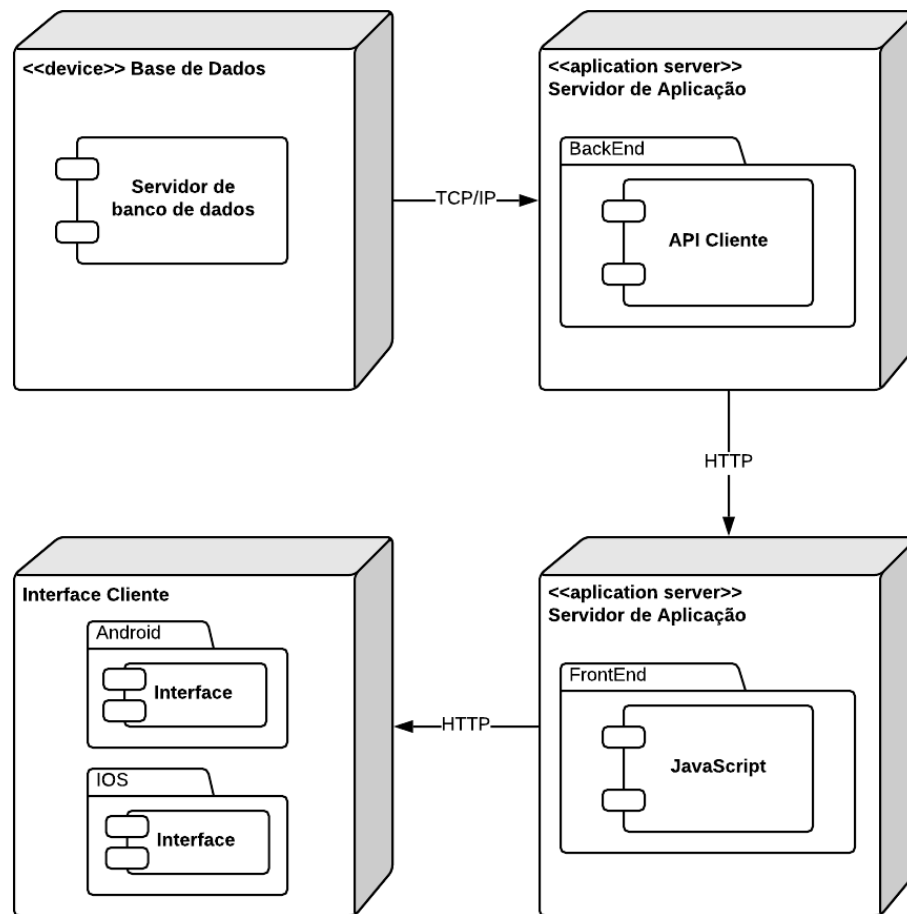 <<device>> Base de Dados
Servidor de
banco de dados
TCP/IP
<<aplication server>>
Servidor de Aplicação
BackEnd
API Cliente
HTTP
Interface Cliente
Android
Interface
IOS
Interface
HTTP
<<aplication server>>
Servidor de Aplicação
FrontEnd
JavaScript